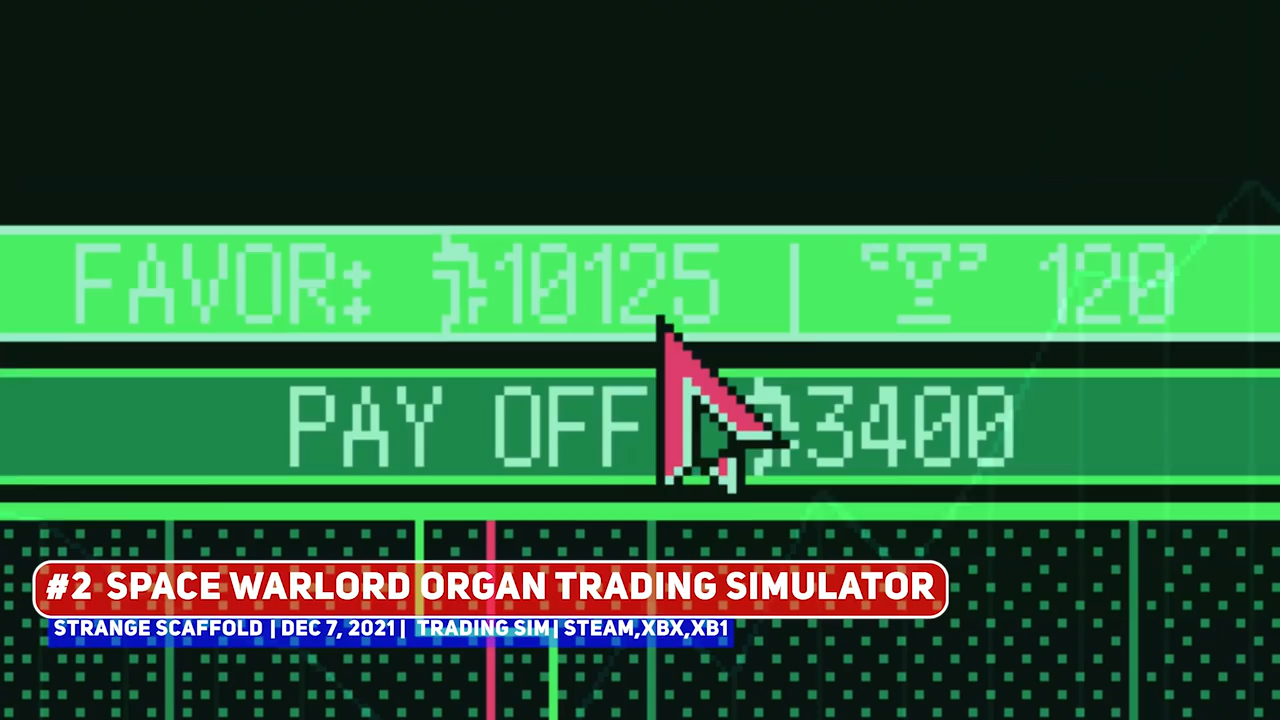 FAVOR: 10125 | 120
PAY OFF 3400
#2 SPACE WARLORD ORGAN TRADING SIMULATOR
STRANGE SCAFFOLD | DEC 7, 2021 | TRADING SIM | STEAM,XBX,XB1